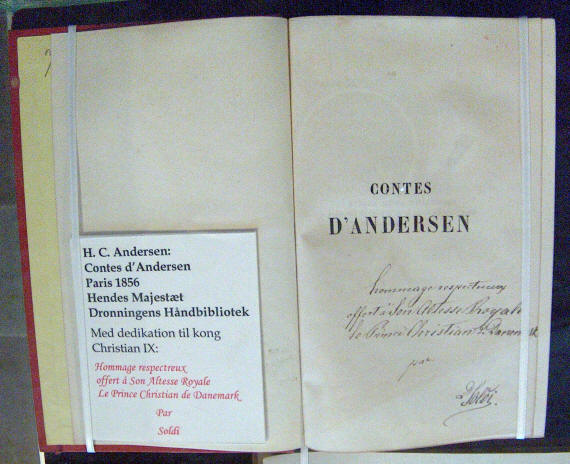 H. C. Andersen:
Contes d'Andersen
Paris 1856
Hendes Majestæt
Dronningens Håndbibliotek
Med dedikation til kong
Christian IX:
Hommage respectreux
offert à Son Altesse Royale
Le Prince Christian de Danemark
Par
Soldi
CONTES
D'ANDERSEN
hommage respectueux
offert à Son Altesse Royale
le Prince Christian de Danemark
par
Soldi.